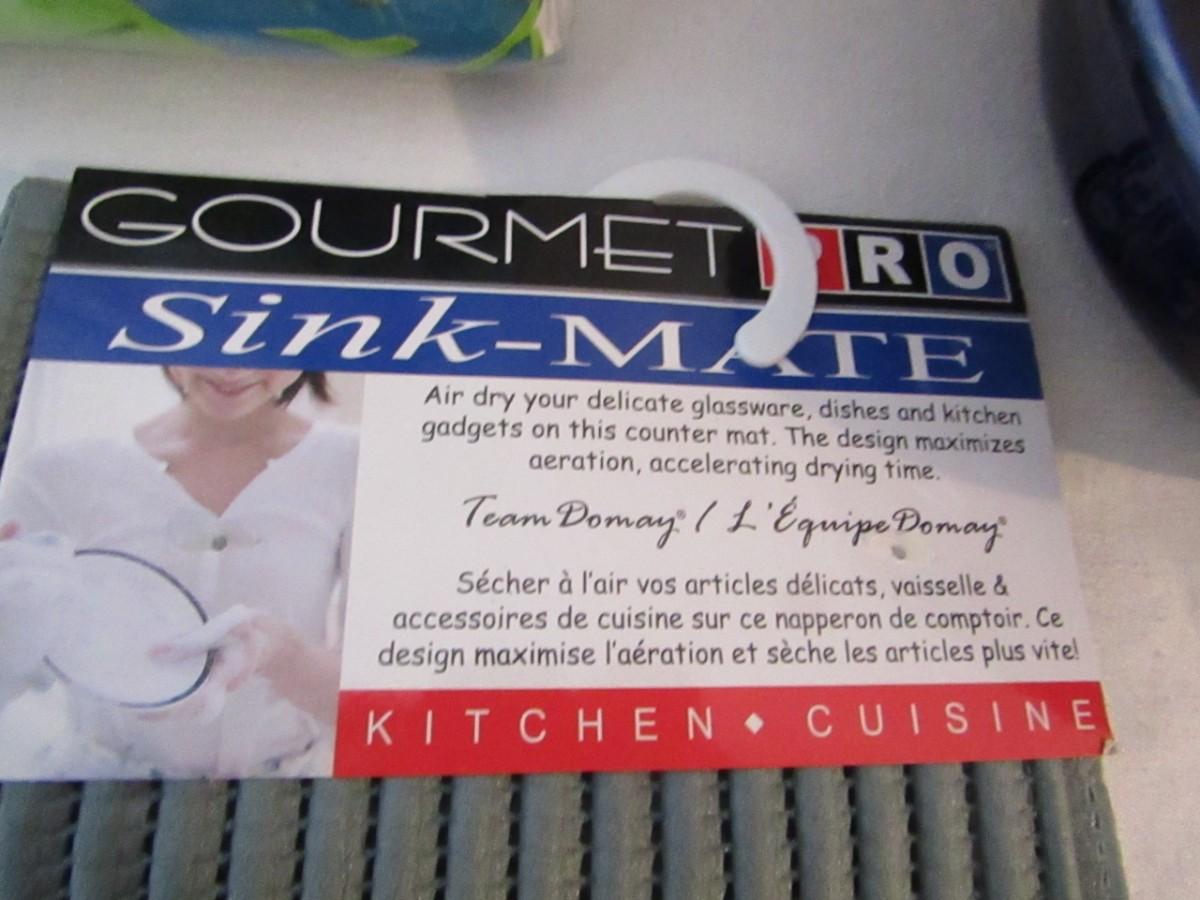 GOURMET PRO
Sink-MATE
Air dry your delicate glassware, dishes and kitchen
gadgets on this counter mat. The design maximizes
aeration, accelerating drying time.
Team Domay® / L'Équipe Domay®
Sécher à l'air vos articles délicats, vaisselle &
accessoires de cuisine sur ce napperon de comptoir. Ce
design maximise l'aération et sèche les articles plus vite!
KITCHEN ◆ CUISINE